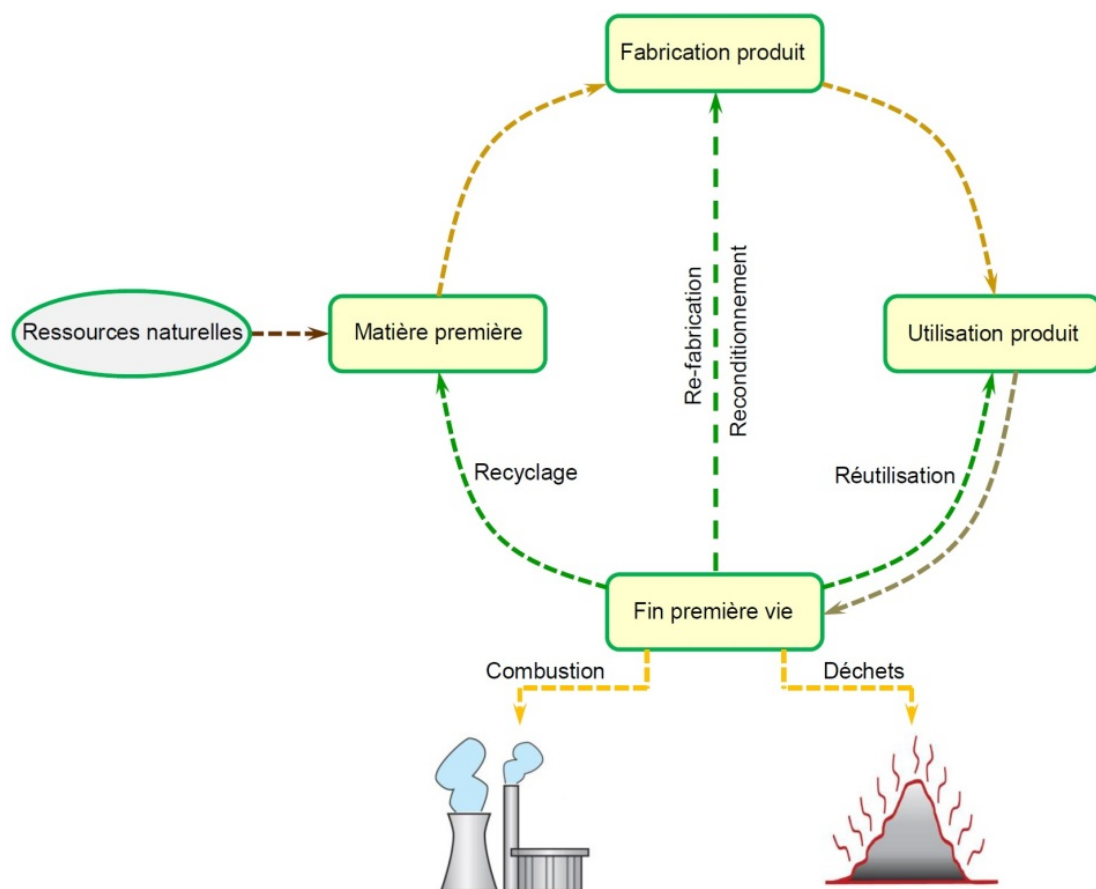 Fabrication produit
Ressources naturelles
Matière première
Re-fabrication
Reconditionnement
Utilisation produit
Recyclage
Réutilisation
Fin première vie
Combustion
Déchets